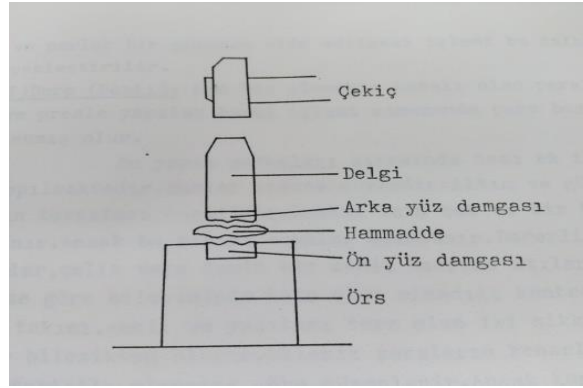 Çekiç
Delgi
Arka yüz damgası
Hammadde
Ön yüz damgası
Örs